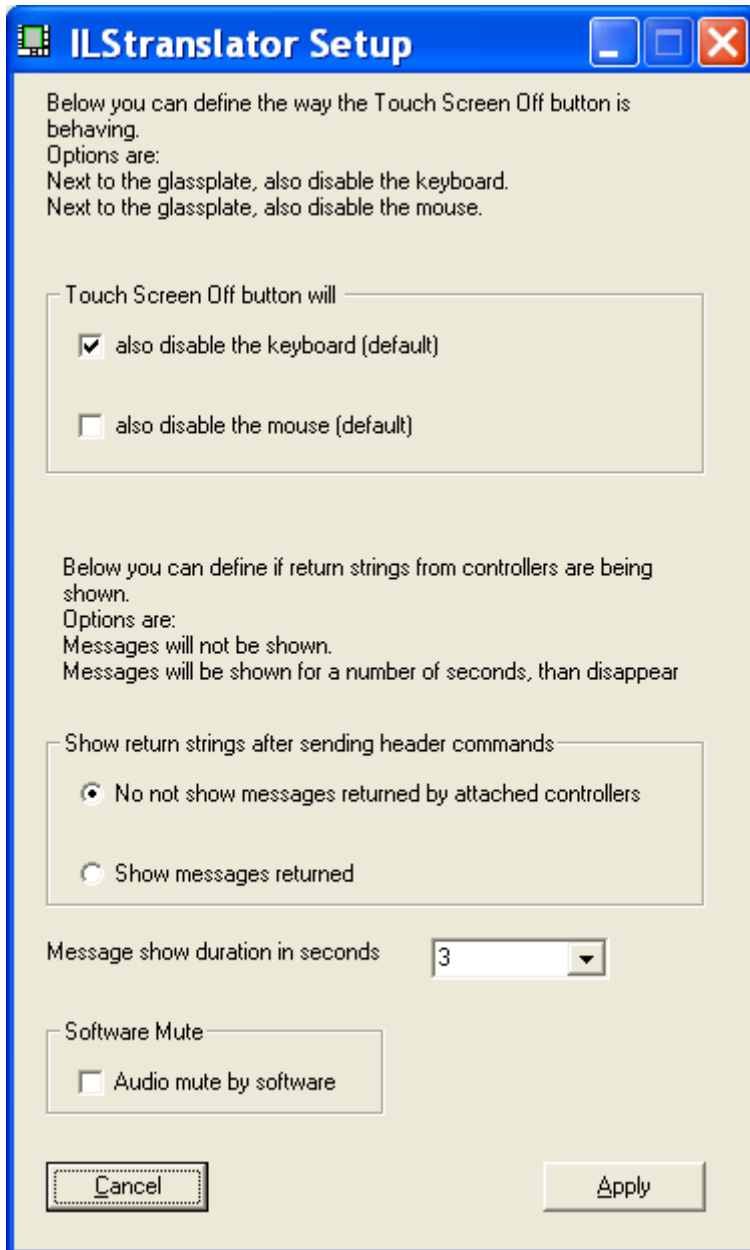 ILStranslator Setup
Below you can define the way the Touch Screen Off button is
behaving.
Options are:
Next to the glassplate, also disable the keyboard.
Next to the glassplate, also disable the mouse.
Touch Screen Off button will
also disable the keyboard (default)
also disable the mouse (default)
Below you can define if return strings from controllers are being
shown.
Options are:
Messages will not be shown.
Messages will be shown for a number of seconds, than disappear
Show return strings after sending header commands
No not show messages returned by attached controllers
Show messages returned
Message show duration in seconds 3
Software Mute
Audio mute by software
Cancel Apply